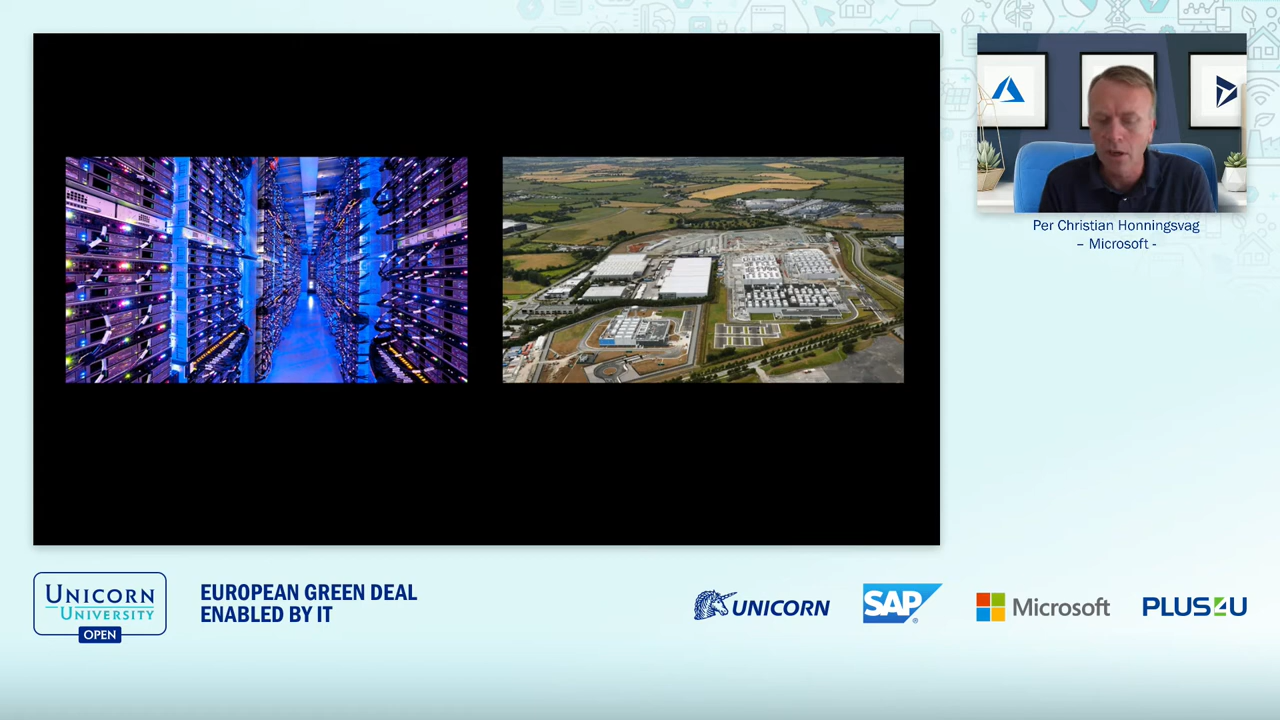 Per Christian Honningsvag
– Microsoft -
UNICORN
UNIVERSITY
OPEN
EUROPEAN GREEN DEAL
ENABLED BY IT
UNICORN
SAP
Microsoft
PLUS4U